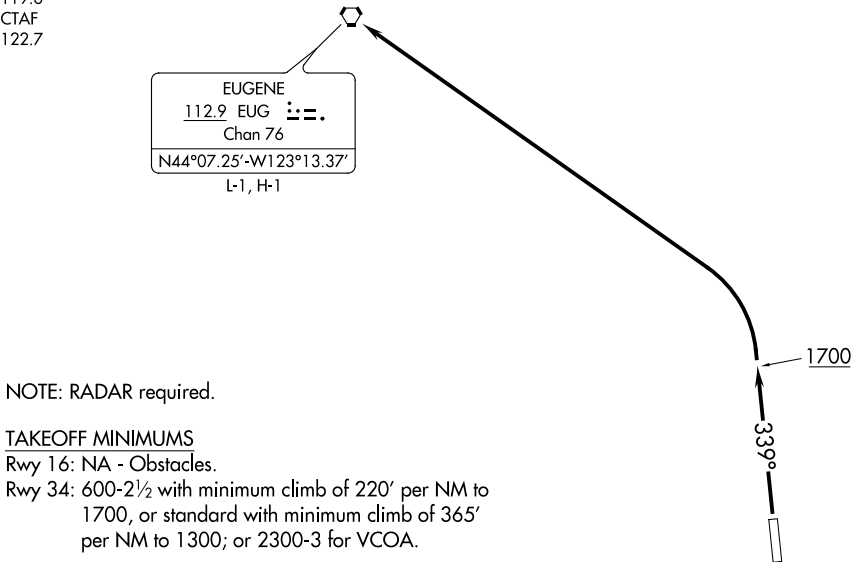 CTAF
122.7
EUGENE
112.9 EUG
Chan 76
N44°07.25'-W123°13.37'
L-1, H-1
1700
339°
NOTE: RADAR required.
TAKEOFF MINIMUMS
Rwy 16: NA - Obstacles.
Rwy 34: 600-2½ with minimum climb of 220' per NM to
1700, or standard with minimum climb of 365'
per NM to 1300; or 2300-3 for VCOA.